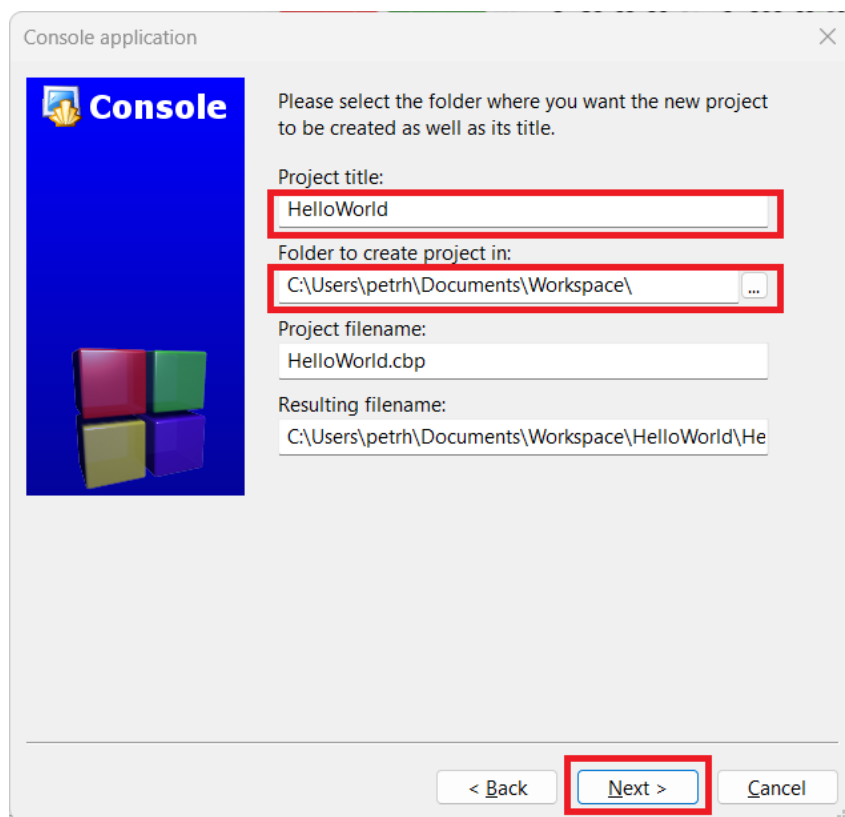 Console application
Console
Please select the folder where you want the new project
to be created as well as its title.
Project title:
HelloWorld
Folder to create project in:
C:\Users\petrh\Documents\Workspace\
...
Project filename:
HelloWorld.cbp
Resulting filename:
C:\Users\petrh\Documents\Workspace\HelloWorld\He
< Back Next > Cancel